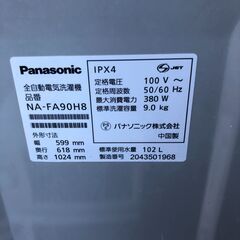 Panasonic
IPX4
JET
全自動電気洗濯機
品番
NA-FA90H8
定格電圧 100 V ～
定格周波数 50/60 Hz
最大消費電力 380 W
標準洗濯容量 9.0 kg
パナソニック株式会社
中国製
外形寸法
幅 599 mm
奥行 618 mm
高さ 1024 mm
標準使用水量 102 L
製造番号 2043501968